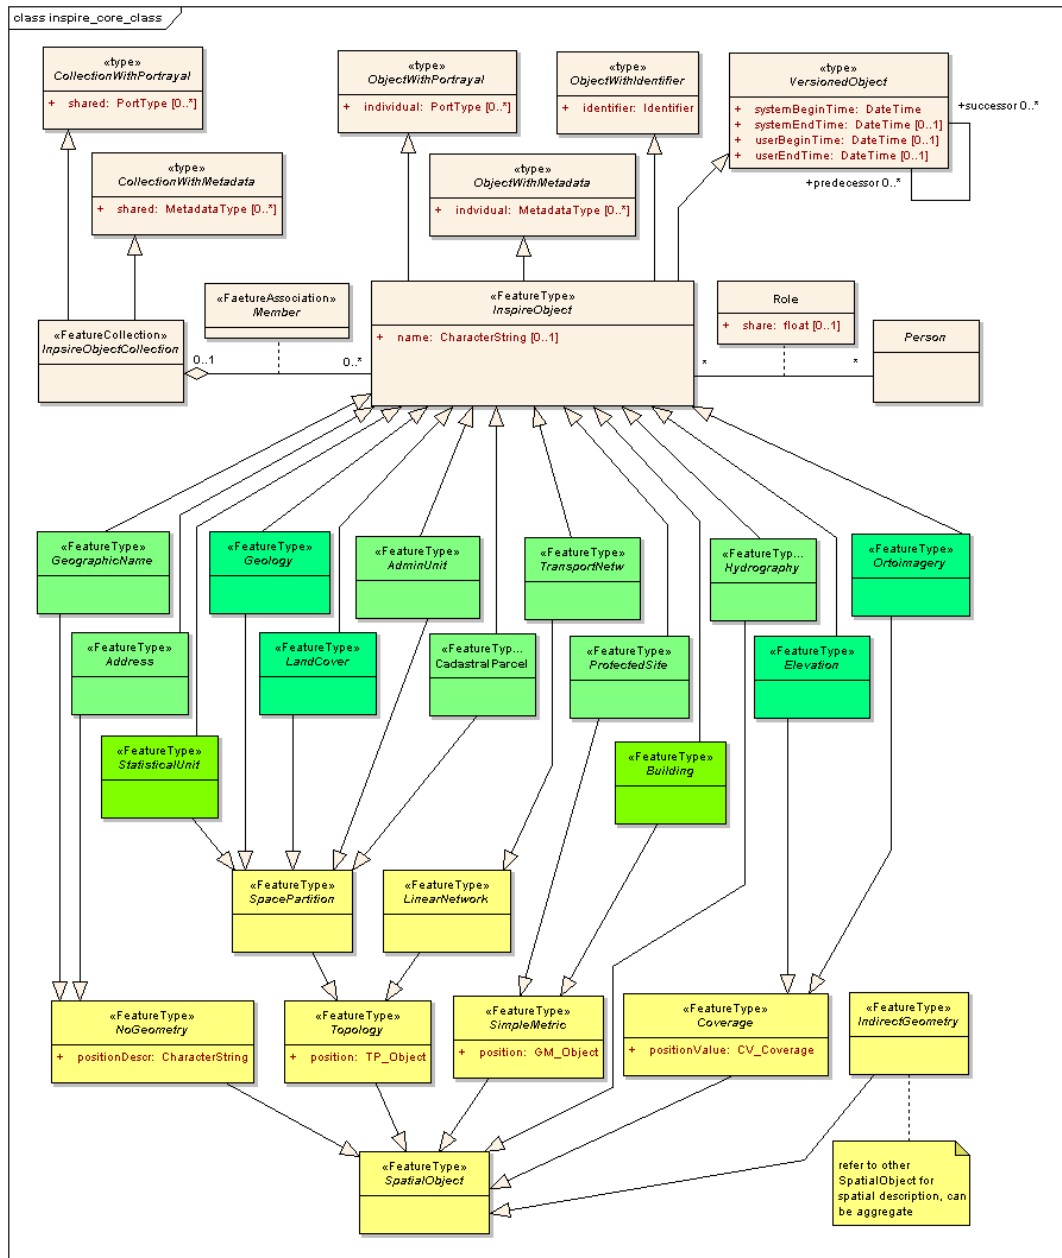 class inspire_core_class
«type»
CollectionWithPortrayal
+ shared: PortType [0..*]
«type»
ObjectWithPortrayal
+ individual: PortType [0..*]
«type»
ObjectWithIdentifier
+ identifier: Identifier
«type»
VersionedObject
+ systemBeginTime: DateTime
+ systemEndTime: DateTime [0..1]
+ userBeginTime: DateTime [0..1]
+ userEndTime: DateTime [0..1]
+successor 0..*
+predecessor 0..*
«type»
CollectionWithMetadata
+ shared: MetadataType [0..*]
«type»
ObjectWithMetadata
+ indvidual: MetadataType [0..*]
«FeatureCollection»
InpsireObjectCollection
«FaetureAssociation»
Member
0..1
0..*
«FeatureType»
InspireObject
+ name: CharacterString [0..1]
Role
+ share: float [0..1]
*
*
Person
«FeatureType»
GeographicName
«FeatureType»
Geology
«FeatureType»
AdminUnit
«FeatureType»
TransportNetw
«FeatureTyp...
Hydrography
«FeatureType»
Ortoimagery
«FeatureType»
Address
«FeatureType»
LandCover
«FeatureTyp...
CadastralParcel
«FeatureType»
ProtectedSite
«FeatureType»
Elevation
«FeatureType»
StatisticalUnit
«FeatureType»
Building
«FeatureType»
SpacePartition
«FeatureType»
LinearNetwork
«FeatureType»
NoGeometry
+ positionDescr: CharacterString
«FeatureType»
Topology
+ position: TP_Object
«FeatureType»
SimpleMetric
+ position: GM_Object
«FeatureType»
Coverage
+ positionValue: CV_Coverage
«FeatureType»
IndirectGeometry
«FeatureType»
SpatialObject
refer to other
SpatialObject for
spatial description, can
be aggregate